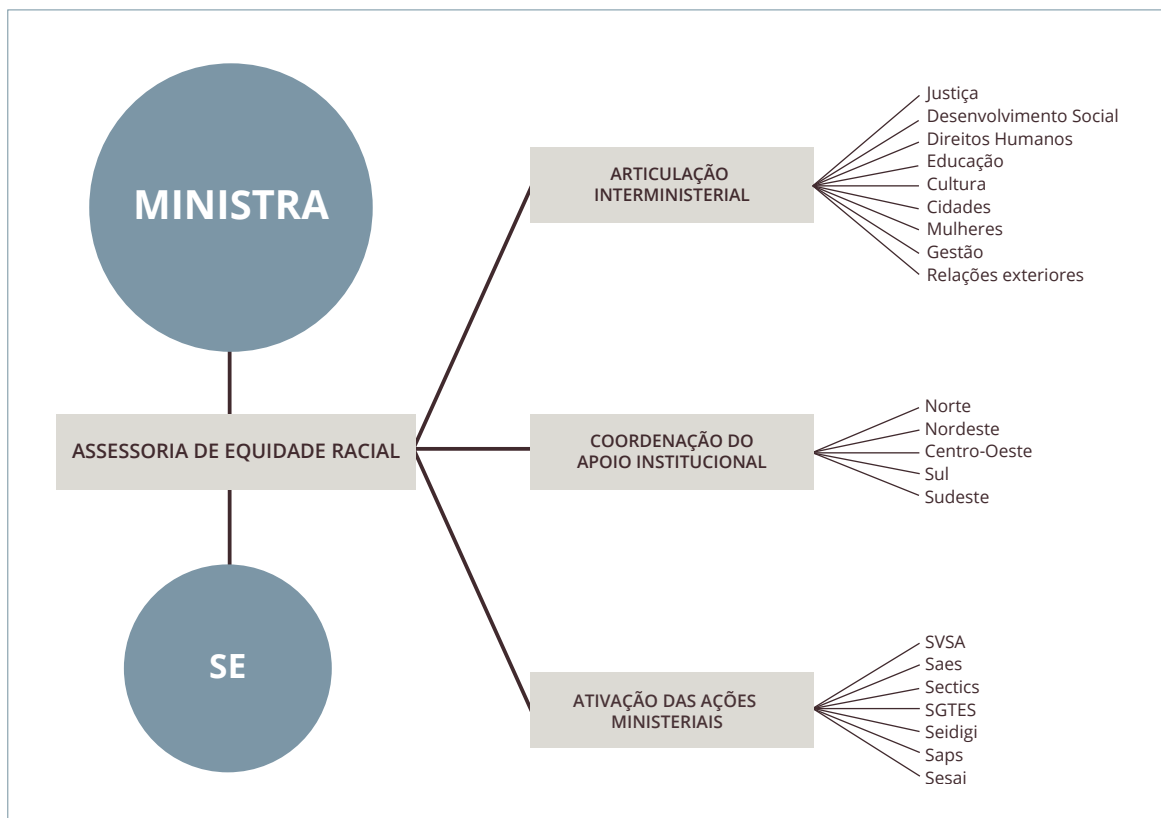 MINISTRA
ASSESSORIA DE EQUIDADE RACIAL
SE
ARTICULAÇÃO
INTERMINISTERIAL
Justiça
Desenvolvimento Social
Direitos Humanos
Educação
Cultura
Cidades
Mulheres
Gestão
Relações exteriores
COORDENAÇÃO DO
APOIO INSTITUCIONAL
Norte
Nordeste
Centro-Oeste
Sul
Sudeste
ATIVAÇÃO DAS AÇÕES
MINISTERIAIS
SVSA
Saes
Sectics
SGTES
Seidigi
Saps
Sesai